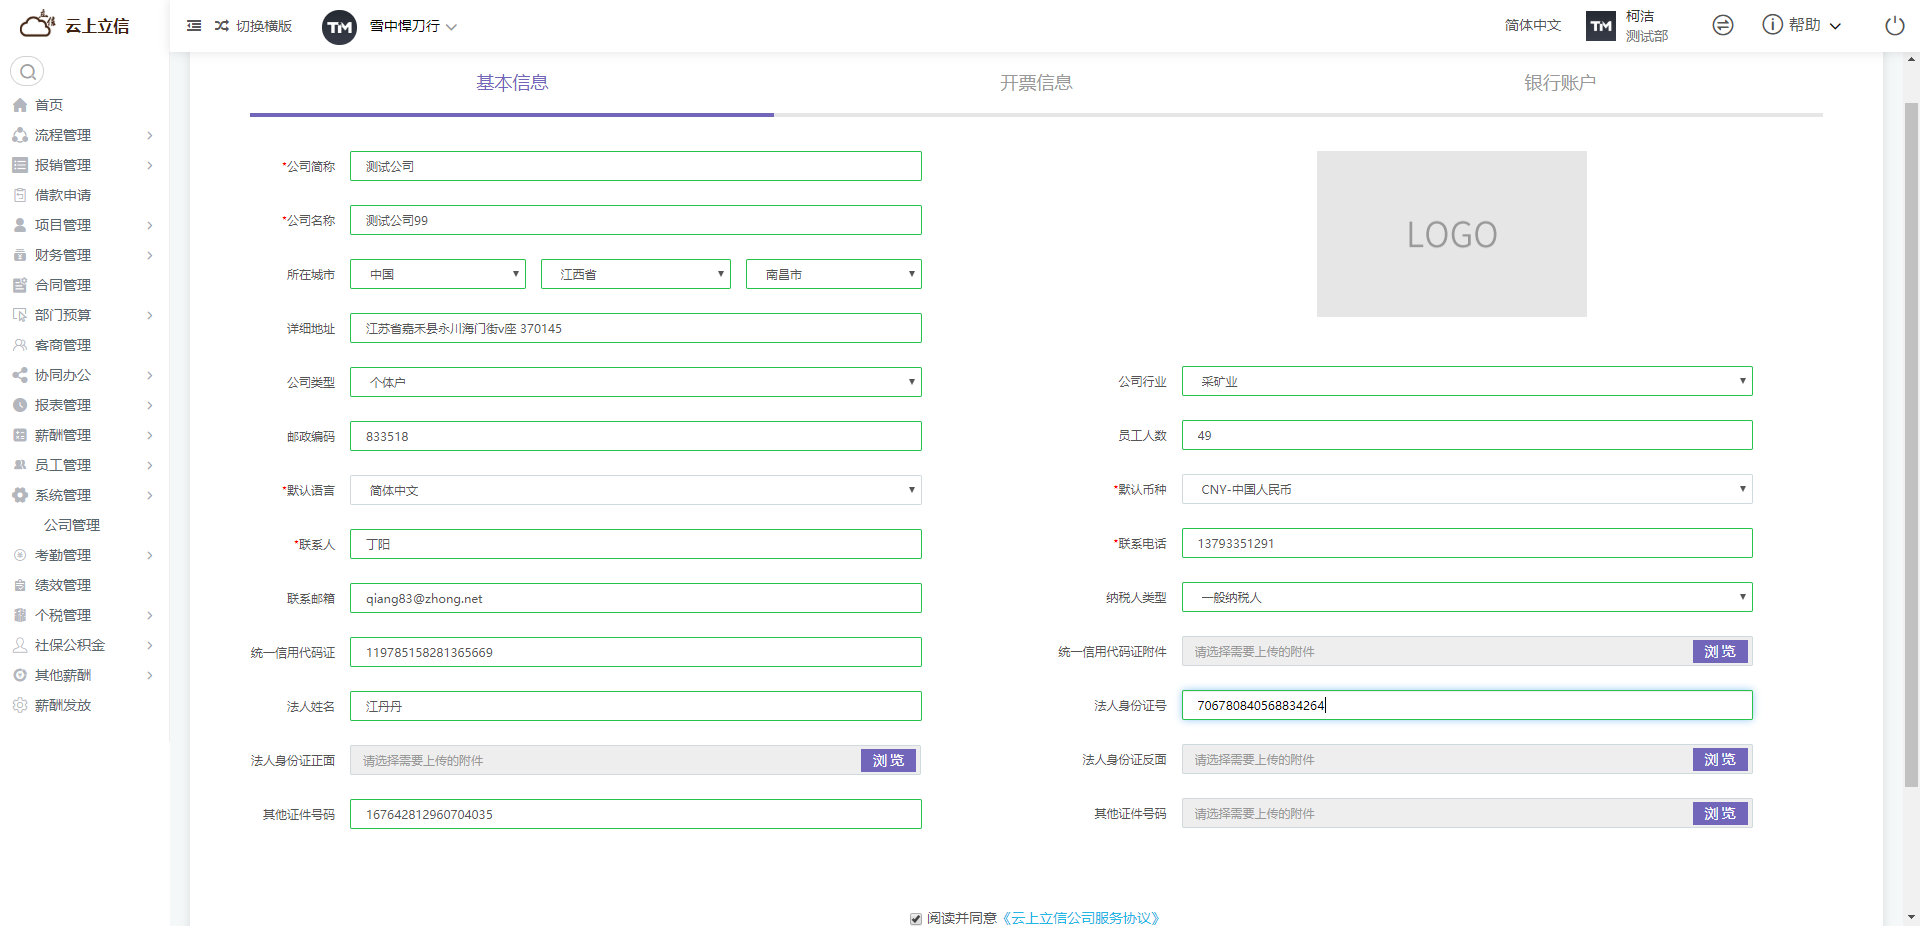 云上立信
切换横版
TM
雪中悍刀行
简体中文
TM
柯洁
测试部
帮助
首页
流程管理
报销管理
借款申请
项目管理
财务管理
合同管理
部门预算
客商管理
协同办公
报表管理
薪酬管理
员工管理
系统管理
公司管理
考勤管理
绩效管理
个税管理
社保公积金
其他薪酬
薪酬发放
基本信息
开票信息
银行账户
*公司简称 测试公司
LOGO
*公司名称 测试公司99
所在城市 中国 江西省 南昌市
详细地址 江苏省嘉禾县永川海门街v座 370145
公司类型 个体户
公司行业 采矿业
邮政编码 833518
员工人数 49
*默认语言 简体中文
*默认币种 CNY-中国人民币
*联系人 丁阳
*联系电话 13793351291
联系邮箱 qiang83@zhong.net
纳税人类型 一般纳税人
统一信用代码证 119785158281365669
统一信用代码证附件 请选择需要上传的附件 浏览
法人姓名 江丹丹
法人身份证号 706780840568834264
法人身份证正面 请选择需要上传的附件 浏览
法人身份证反面 请选择需要上传的附件 浏览
其他证件号码 167642812960704035
其他证件号码 请选择需要上传的附件 浏览
阅读并同意《云上立信公司服务协议》